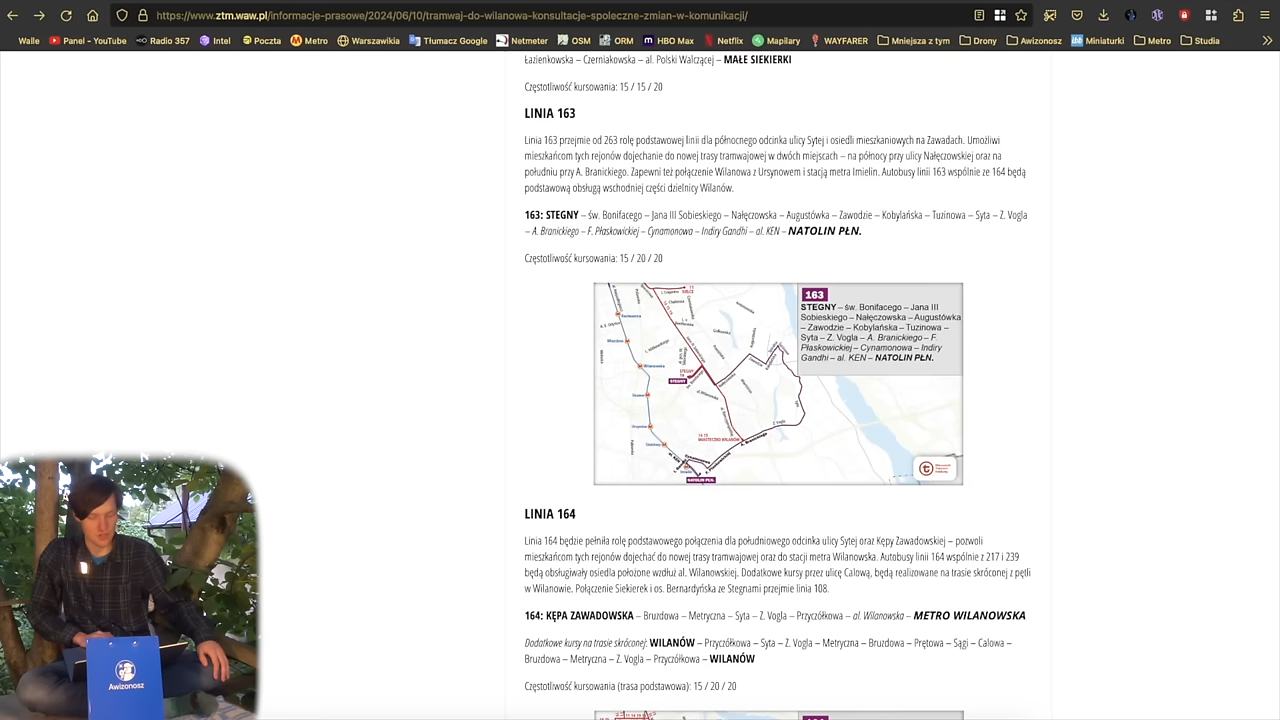 https://www.ztm.waw.pl/informacje-prasowe/2024/06/10/tramwaj-do-wilanowa-konsultacje-spoleczne-zmian-w-komunikacji/
Walle Panel - YouTube Radio 357 Intel Poczta Metro Warszawikia Tłumacz Google Netmeter OSM ORM HBO Max Netflix Mapilary WAYFARER Mniejsza z tym Drony Awizonosz Miniaturki Metro Studia
Łazienkowska – Czerniakowska – al. Polski Walczącej – MAŁE SIEKIERKI
Częstotliwość kursowania: 15 / 15 / 20
LINIA 163
Linia 163 przejmie od 263 rolę podstawowej linii dla północnego odcinka ulicy Sytej i osiedli mieszkaniowych na Zawadach. Umożliwi
mieszkańcom tych rejonów dojechanie do nowej trasy tramwajowej w dwóch miejscach – na północy przy ulicy Nałęczowskiej oraz na
południu przy A. Branickiego. Zapewni też połączenie Wilanowa z Ursynowem i stacją metra Imielin. Autobusy linii 163 wspólnie ze 164 będą
podstawową obsługą wschodniej części dzielnicy Wilanów.
163: STEGNY – św. Bonifacego – Jana III Sobieskiego – Nałęczowska – Augustówka – Zawodzie – Kobylańska – Tuzinowa – Syta – Z. Vogla
– A. Branickiego – F. Płaskowickiej – Cynamonowa – Indiry Gandhi – al. KEN – NATOLIN PŁN.
Częstotliwość kursowania: 15 / 20 / 20
163
STEGNY – św. Bonifacego – Jana III
Sobieskiego – Nałęczowska – Augustówka
– Zawodzie – Kobylańska – Tuzinowa –
Syta – Z. Vogla – A. Branickiego – F.
Płaskowickiej – Cynamonowa – Indiry
Gandhi – al. KEN – NATOLIN PŁN.
Wilanowska
STEGNY
MIASTECZKO WILANÓW
NATOLIN PŁN.
LINIA 164
Linia 164 będzie pełniła rolę podstawowego połączenia dla południowego odcinka ulicy Sytej oraz Kępy Zawadowskiej – pozwoli
mieszkańcom tych rejonów dojechać do nowej trasy tramwajowej oraz do stacji metra Wilanowska. Autobusy linii 164 wspólnie z 217 i 239
będą obsługiwały osiedla położone wzdłuż al. Wilanowskiej. Dodatkowe kursy przez ulicę Calową, będą realizowane na trasie skróconej z pętli
w Wilanowie. Połączenie Siekierek i os. Bernardyńska ze Stegnami przejmie linia 108.
164: KĘPA ZAWADOWSKA – Bruzdowa – Metryczna – Syta – Z. Vogla – Przyczółkowa – al. Wilanowska – METRO WILANOWSKA
Dodatkowe kursy na trasie skróconej: WILANÓW – Przyczółkowa – Syta – Z. Vogla – Metryczna – Bruzdowa – Prętowa – Sągi – Calowa –
Bruzdowa – Metryczna – Z. Vogla – Przyczółkowa – WILANÓW
Częstotliwość kursowania (trasa podstawowa): 15 / 20 / 20
Awizonosz